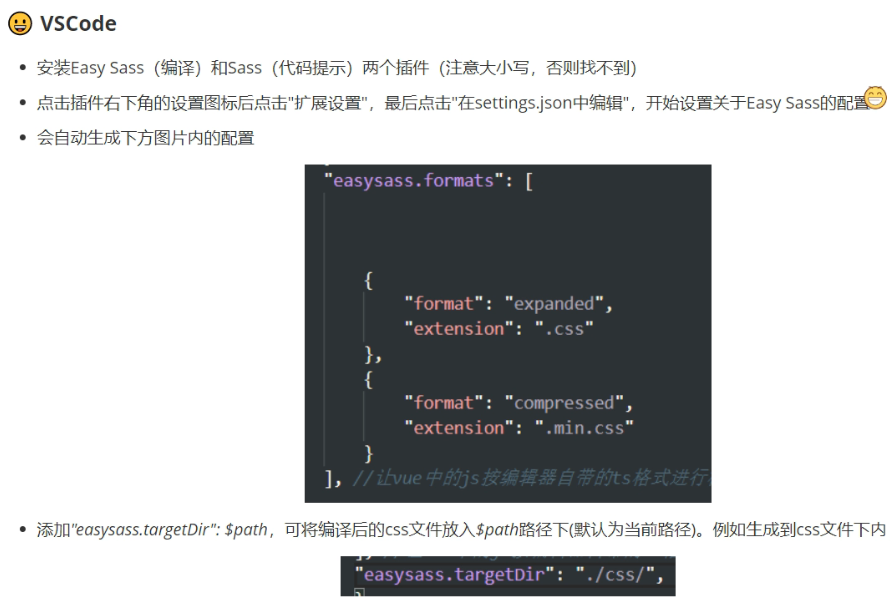 VSCode
安装Easy Sass（编译）和Sass（代码提示）两个插件（注意大小写，否则找不到）
点击插件右下角的设置图标后点击"扩展设置"，最后点击"在settings.json中编辑"，开始设置关于Easy Sass的配置
会自动生成下方图片内的配置
"easysass.formats": [
{
"format": "expanded",
"extension": ".css"
},
{
"format": "compressed",
"extension": ".min.css"
}
], //让vue中的js按编辑器自带的ts格式进行
添加"easysass.targetDir": $path，可将编译后的css文件放入$path路径下(默认为当前路径)。例如生成到css文件下内
"easysass.targetDir": "./css/",